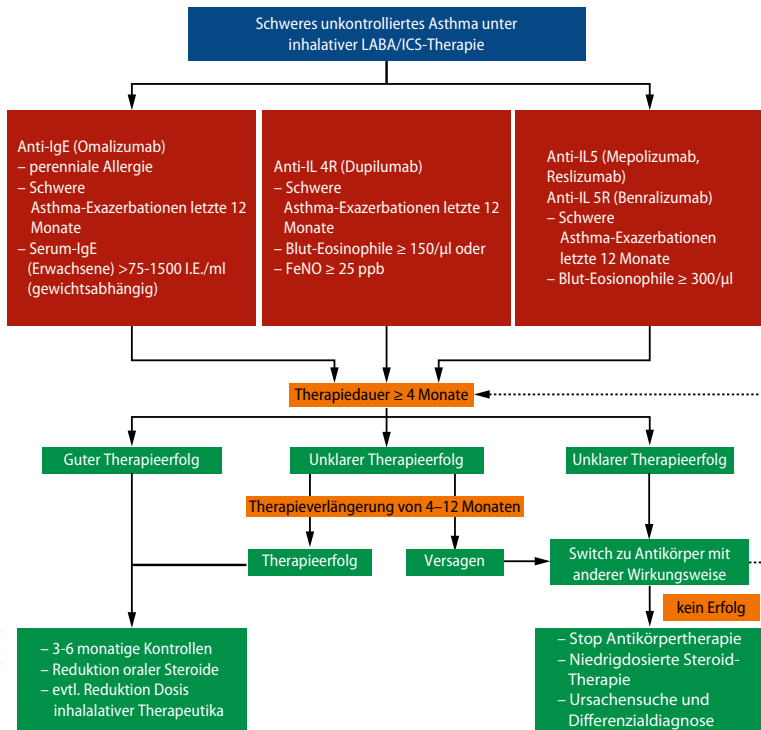 Schweres unkontrolliertes Asthma unter
inhalativer LABA/ICS-Therapie
Anti-IgE (Omalizumab)
– perenniale Allergie
– Schwere
Asthma-Exazerbationen letzte 12
Monate
– Serum-IgE
(Erwachsene) >75-1500 I.E./ml
(gewichtsabhängig)
Anti-IL 4R (Dupilumab)
– Schwere
Asthma-Exazerbationen letzte 12
Monate
– Blut-Eosinophile ≥ 150/µl oder
– FeNO ≥ 25 ppb
Anti-IL5 (Mepolizumab,
Reslizumab)
Anti-IL 5R (Benralizumab)
– Schwere
Asthma-Exazerbationen
letzte 12 Monate
– Blut-Eosionophile ≥ 300/µl
Therapiedauer ≥ 4 Monate
Guter Therapieerfolg
Unklarer Therapieerfolg
Unklarer Therapieerfolg
Therapieverlängerung von 4–12 Monaten
Therapieerfolg
Versagen
Switch zu Antikörper mit
anderer Wirkungsweise
kein Erfolg
– 3-6 monatige Kontrollen
– Reduktion oraler Steroide
– evtl. Reduktion Dosis
inhalalativer Therapeutika
– Stop Antikörpertherapie
– Niedrigdosierte Steroid-
Therapie
– Ursachensuche und
Differenzialdiagnose